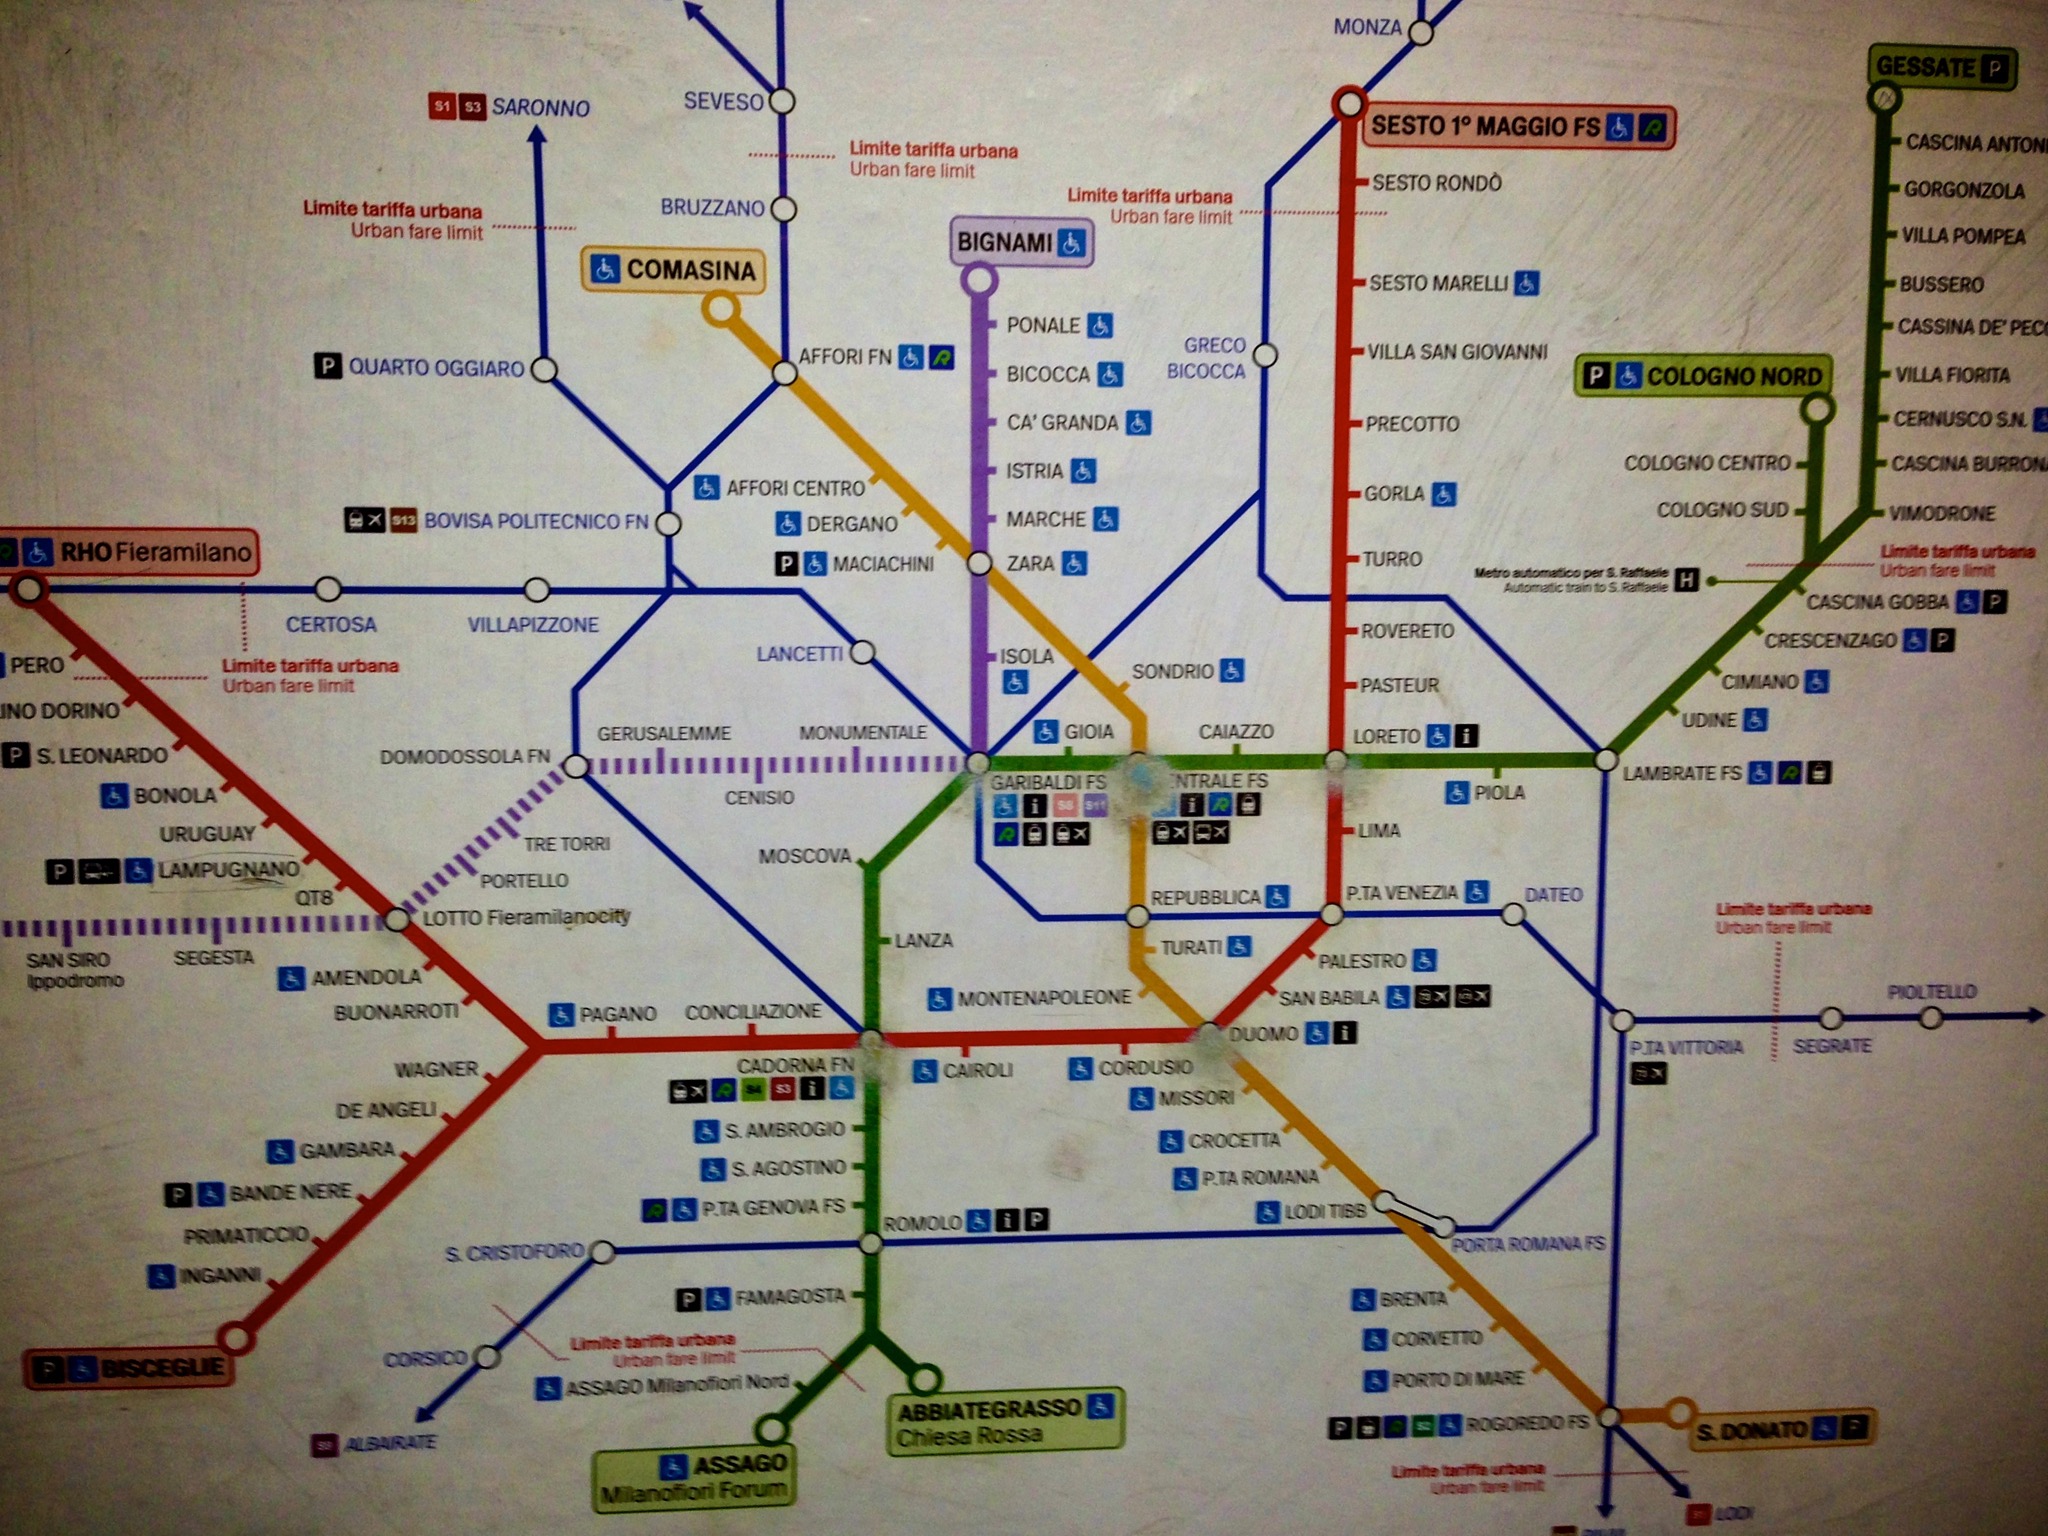 MONZA
GESSATE P
S1 S3 SARONNO
SEVESO
SESTO 1° MAGGIO FS
CASCINA
Limite tariffa urbana
Urban fare limit
SESTO RONDÒ
GORGONZOLA
Limite tariffa urbana
Urban fare limit
BRUZZANO
Limite tariffa urbana
Urban fare limit
VILLA POMPEA
BIGNAMI
COMASINA
SESTO MARELLI
BUSSERO
PONALE
CASSINA DE'
AFFORI FN
GRECO
BICOCCA
VILLA SAN GIOVANNI
P QUARTO OGGIARO
BICOCCA
P COLOGNO NORD
VILLA FIORITA
CA' GRANDA
PRECOTTO
CERNUSCO S.N.
ISTRIA
COLOGNO CENTRO
CASCINA
AFFORI CENTRO
GORLA
COLOGNO SUD
VIMODRONE
S13 BOVISA POLITECNICO FN
DERGANO
MARCHE
RHO Fieramilano
P MACIACHINI
ZARA
TURRO
Limite tariffa urbana
Urban fare limit
Metro automatico per S. Raffaele
Automatic train to S. Raffaele
H
CASCINA GOBBA P
CERTOSA
VILLAPIZZONE
ROVERETO
CRESCENZAGO P
PERO
Limite tariffa urbana
Urban fare limit
LANCETTI
ISOLA
SONDRIO
PASTEUR
CIMIANO
DORINO
UDINE
GERUSALEMME
MONUMENTALE
GIOIA
CAIAZZO
LORETO i
P S. LEONARDO
DOMODOSSOLA FN
GARIBALDI FS
i S8 S11
ENTRALE FS
i
LAMBRATE FS
BONOLA
CENISIO
PIOLA
URUGUAY
TRE TORRI
MOSCOVA
LIMA
P LAMPUGNANO
PORTELLO
QT8
REPUBBLICA
P.TA VENEZIA
DATEO
LOTTO Fieramilanocity
Limite tariffa urbana
Urban fare limit
SAN SIRO
Ippodromo
SEGESTA
LANZA
TURATI
PALESTRO
AMENDOLA
MONTENAPOLEONE
SAN BABILA
PIOLTELLO
BUONARROTI
PAGANO
CONCILIAZIONE
DUOMO i
P.TA VITTORIA
SEGRATE
WAGNER
CADORNA FN
S4 S3 i
CAIROLI
CORDUSIO
MISSORI
DE ANGELI
S. AMBROGIO
CROCETTA
GAMBARA
S. AGOSTINO
P.TA ROMANA
P BANDE NERE
P.TA GENOVA FS
LODI TIBB
PRIMATICCIO
ROMOLO i P
PORTA ROMANA FS
S. CRISTOFORO
INGANNI
P FAMAGOSTA
BRENTA
Limite tariffa urbana
Urban fare limit
CORVETTO
P BISCEGLIE
CORSICO
ASSAGO Milanofiori Nord
PORTO DI MARE
ABBIATEGRASSO
Chiesa Rossa
P S2 ROGOREDO FS
S. DONATO P
ALBAIRATE
ASSAGO
Milanofiori Forum
Limite tariffa urbana
Urban fare limit
LODI